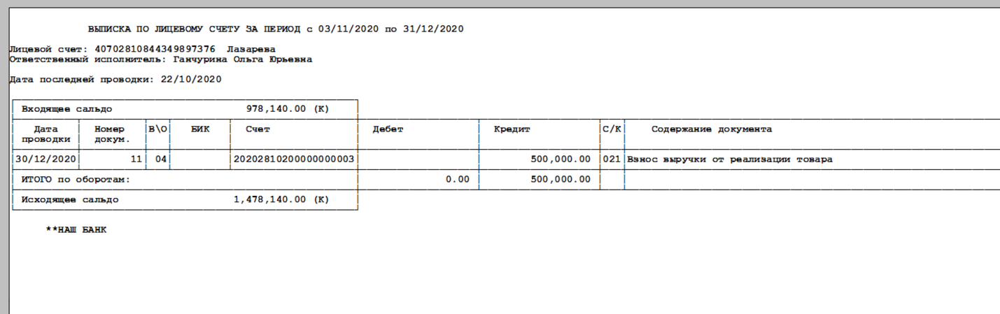 ВЫПИСКА ПО ЛИЦЕВОМУ СЧЕТУ ЗА ПЕРИОД с 03/11/2020 по 31/12/2020
Лицевой счет: 40702810844349897376 Лазарева
Ответственный исполнитель: Ганчурина Ольга Юрьевна
Дата последней проводки: 22/10/2020
Входящее сальдо 978,140.00 (К)
Дата Номер В\О БИК Счет Дебет Кредит С/К Содержание документа
проводки докум.
30/12/2020 11 04 20202810200000000003 500,000.00 021 Взнос выручки от реализации товара
ИТОГО по оборотам: 0.00 500,000.00
Исходящее сальдо 1,478,140.00 (К)
**НАШ БАНК